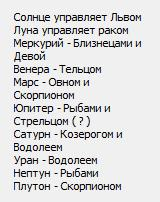 Солнце управляет Львом
Луна управляет раком
Меркурий - Близнецами и
Девой
Венера - Тельцом
Марс - Овном и
Скорпионом
Юпитер - Рыбами и
Стрельцом ( ? )
Сатурн - Козерогом и
Водолеем
Уран - Водолеем
Нептун - Рыбами
Плутон - Скорпионом